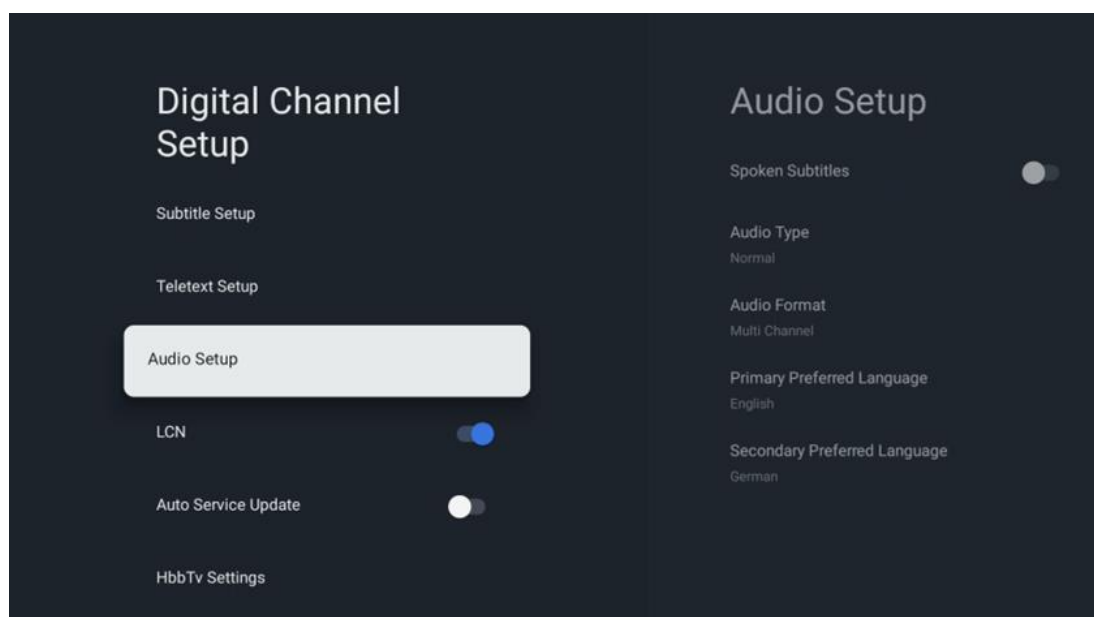 Digital Channel
Setup
Subtitle Setup
Teletext Setup
Audio Setup
LCN
Auto Service Update
HbbTv Settings
Audio Setup
Spoken Subtitles
Audio Type
Normal
Audio Format
Multi Channel
Primary Preferred Language
English
Secondary Preferred Language
German